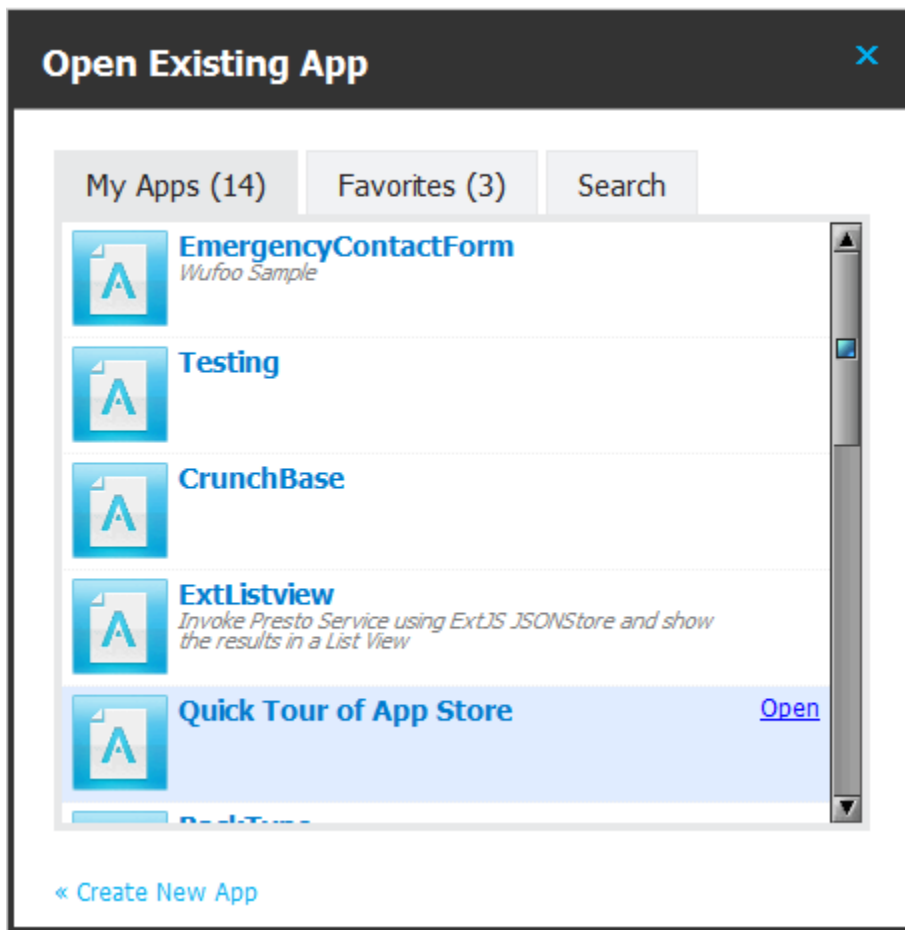 Open Existing App
×
My Apps (14)
Favorites (3)
Search
EmergencyContactForm
Wufoo Sample
Testing
CrunchBase
ExtListview
Invoke Presto Service using ExtJS JSONStore and show
the results in a List View
Quick Tour of App Store
Open
« Create New App